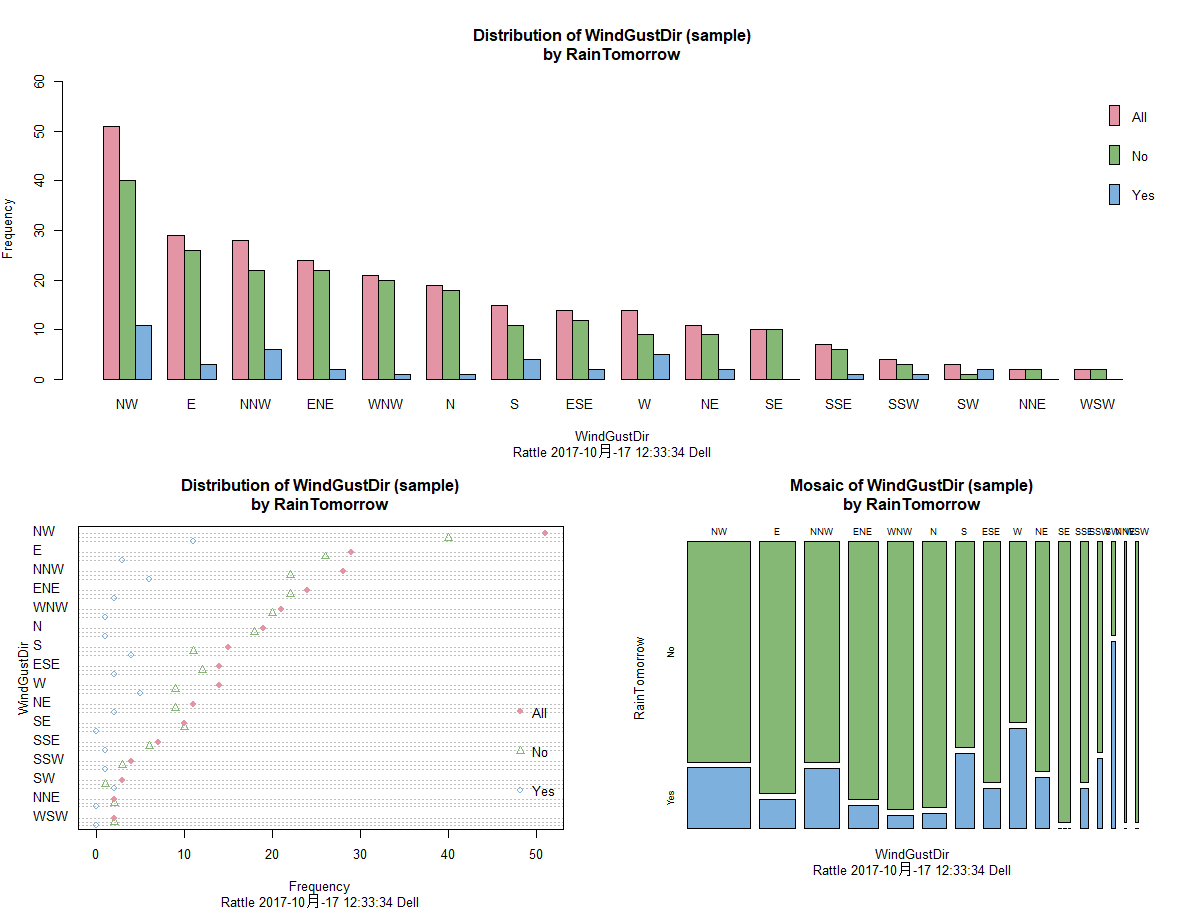 Distribution of WindGustDir (sample)
by RainTomorrow
60
50
40
30
20
10
0
Frequency
All
No
Yes
NW E NNW ENE WNW N S ESE W NE SE SSE SSW SW NNE WSW
WindGustDir
Rattle 2017-10月-17 12:33:34 Dell
Distribution of WindGustDir (sample)
by RainTomorrow
NW
E
NNW
ENE
WNW
N
S
ESE
W
NE
SE
SSE
SSW
SW
NNE
WSW
WindGustDir
All
No
Yes
0 10 20 30 40 50
Frequency
Rattle 2017-10月-17 12:33:34 Dell
Mosaic of WindGustDir (sample)
by RainTomorrow
NW E NNW ENE WNW N S ESE W NE SE SSE SSW SW NNE WSW
No
Yes
RainTomorrow
WindGustDir
Rattle 2017-10月-17 12:33:34 Dell